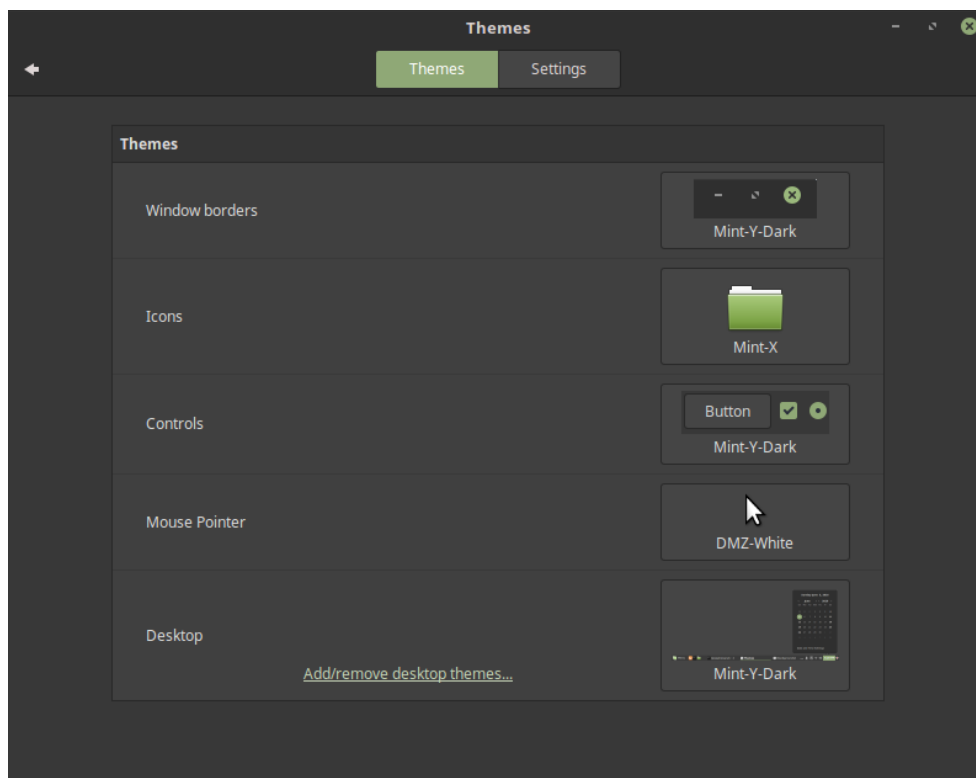 Themes
Themes
Settings
Themes
Window borders
Mint-Y-Dark
Icons
Mint-X
Controls
Button
Mint-Y-Dark
Mouse Pointer
DMZ-White
Desktop
Add/remove desktop themes...
Mint-Y-Dark